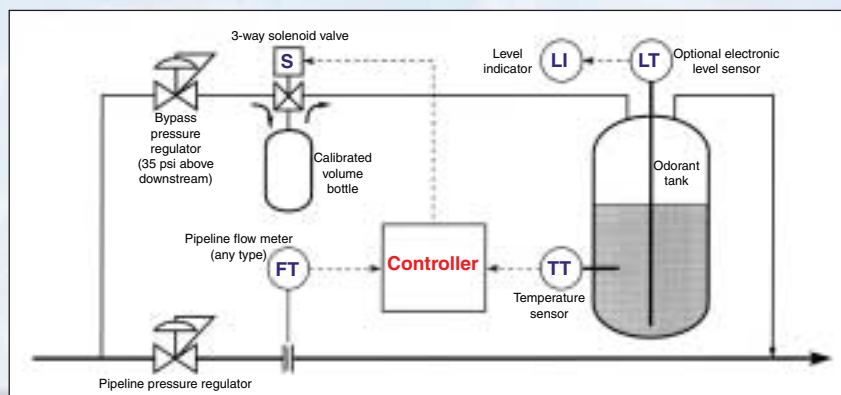 3-way solenoid valve
S
Level
indicator
LI
LT
Optional electronic
level sensor
Bypass
pressure
regulator
(35 psi above
downstream)
Calibrated
volume
bottle
Odorant
tank
Pipeline flow meter
(any type)
FT
Controller
TT
Temperature
sensor
Pipeline pressure regulator